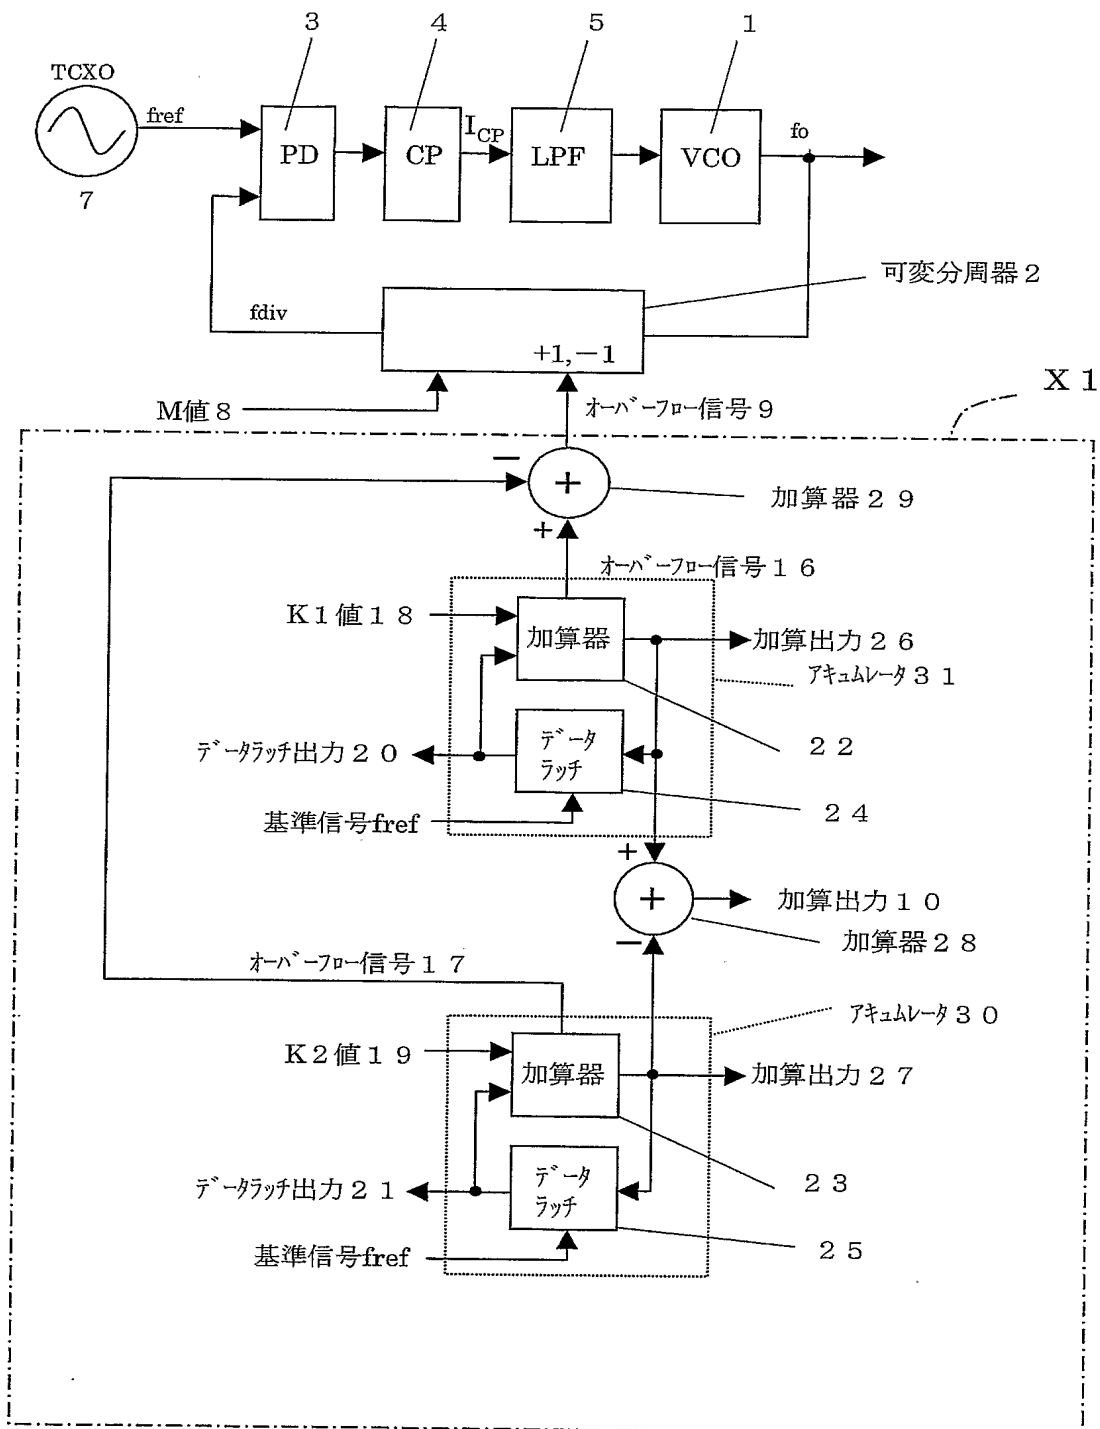 3
4
5
1
TCXO
fref
PD
CP
I_CP
LPF
VCO
fo
7
可変分周器2
fdiv
+1,−1
X1
M値8
オーバーフロー信号9
−
+
加算器29
+
オーバーフロー信号16
K1値18
加算器
加算出力26
アキュムレータ31
データラッチ出力20
データ
ラッチ
22
基準信号fref
24
+
+
加算出力10
−
加算器28
オーバーフロー信号17
アキュムレータ30
K2値19
加算器
加算出力27
データラッチ出力21
データ
ラッチ
23
基準信号fref
25